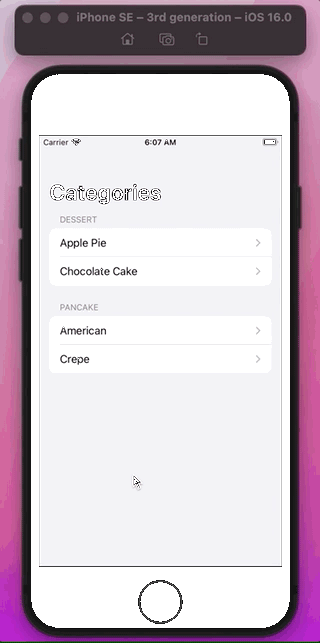 iPhone SE – 3rd generation – iOS 16.0
Carrier
6:07 AM
Categories
DESSERT
Apple Pie
Chocolate Cake
PANCAKE
American
Crepe